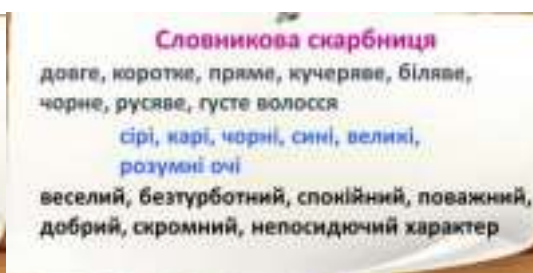 Словникова скарбниця
довге, коротке, пряме, кучеряве, біляве,
чорне, русяве, густе волосся
сірі, карі, чорні, сині, великі,
розумні очі
веселий, безтурботний, спокійний, поважний,
добрий, скромний, непосидючий характер